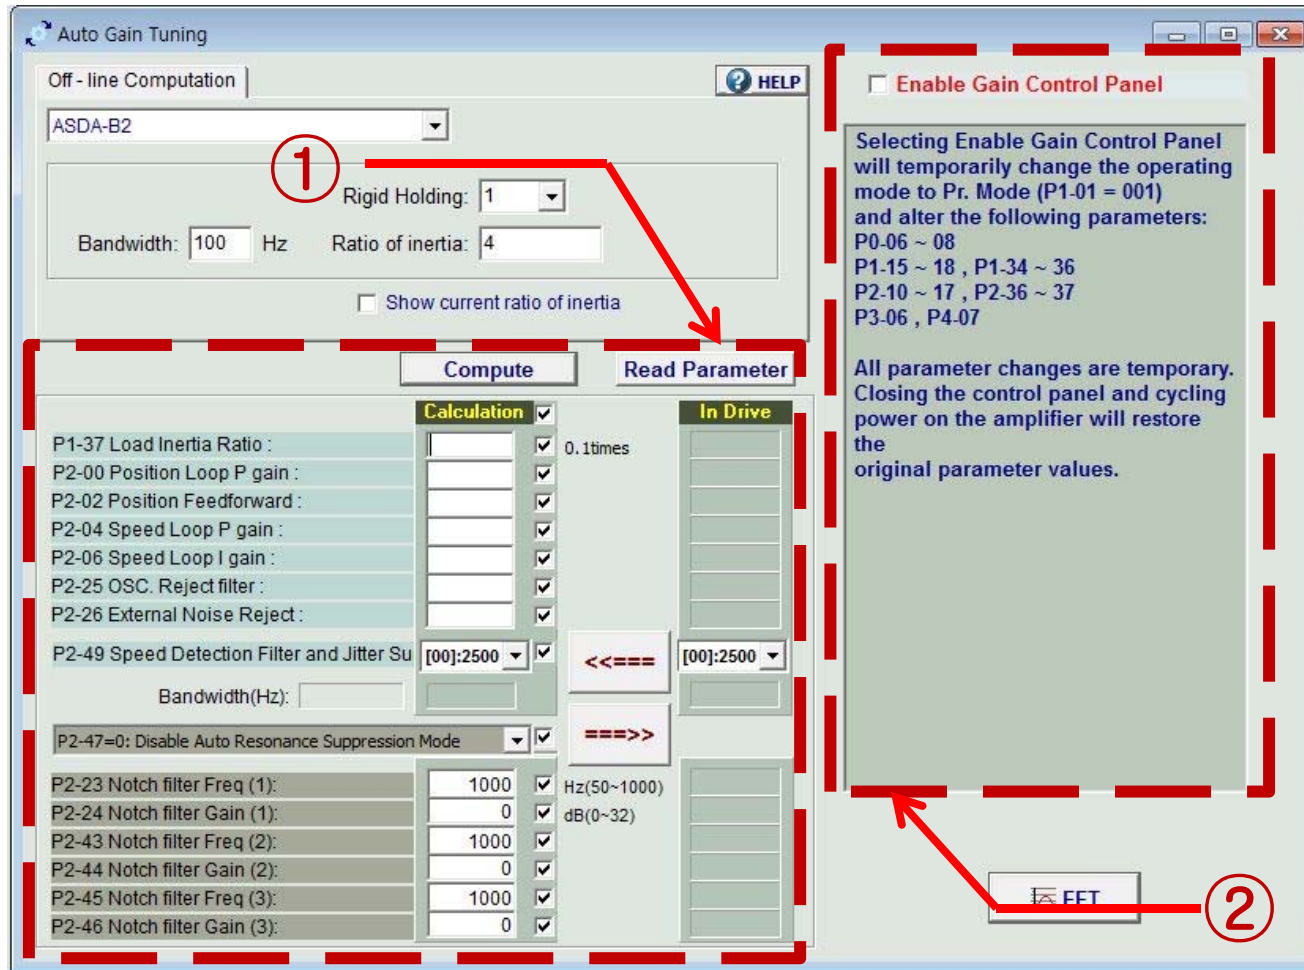 Auto Gain Tuning
Off - line Computation
HELP
ASDA-B2
①
Rigid Holding: 1
Bandwidth: 100 Hz Ratio of inertia: 4
Show current ratio of inertia
Compute Read Parameter
Calculation In Drive
P1-37 Load Inertia Ratio : 0.1times
P2-00 Position Loop P gain :
P2-02 Position Feedforward :
P2-04 Speed Loop P gain :
P2-06 Speed Loop I gain :
P2-25 OSC. Reject filter :
P2-26 External Noise Reject :
P2-49 Speed Detection Filter and Jitter Su [00]:2500 <<=== [00]:2500
Bandwidth(Hz):
P2-47=0: Disable Auto Resonance Suppression Mode ===>>
P2-23 Notch filter Freq (1): 1000 Hz(50~1000)
P2-24 Notch filter Gain (1): 0 dB(0~32)
P2-43 Notch filter Freq (2): 1000
P2-44 Notch filter Gain (2): 0
P2-45 Notch filter Freq (3): 1000
P2-46 Notch filter Gain (3): 0
Enable Gain Control Panel
Selecting Enable Gain Control Panel
will temporarily change the operating
mode to Pr. Mode (P1-01 = 001)
and alter the following parameters:
P0-06 ~ 08
P1-15 ~ 18 , P1-34 ~ 36
P2-10 ~ 17 , P2-36 ~ 37
P3-06 , P4-07
All parameter changes are temporary.
Closing the control panel and cycling
power on the amplifier will restore
the
original parameter values.
FFT
②